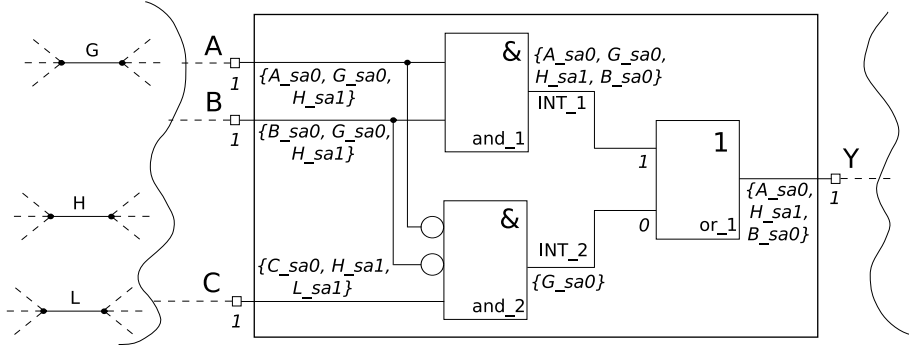 G
A
1
{A_sa0, G_sa0,
H_sa1}
&
and_1
{A_sa0, G_sa0,
H_sa1, B_sa0}
INT_1
B
1
{B_sa0, G_sa0,
H_sa1}
1
1
0
or_1
Y
1
{A_sa0,
H_sa1,
B_sa0}
H
&
and_2
INT_2
{G_sa0}
L
C
1
{C_sa0, H_sa1,
L_sa1}